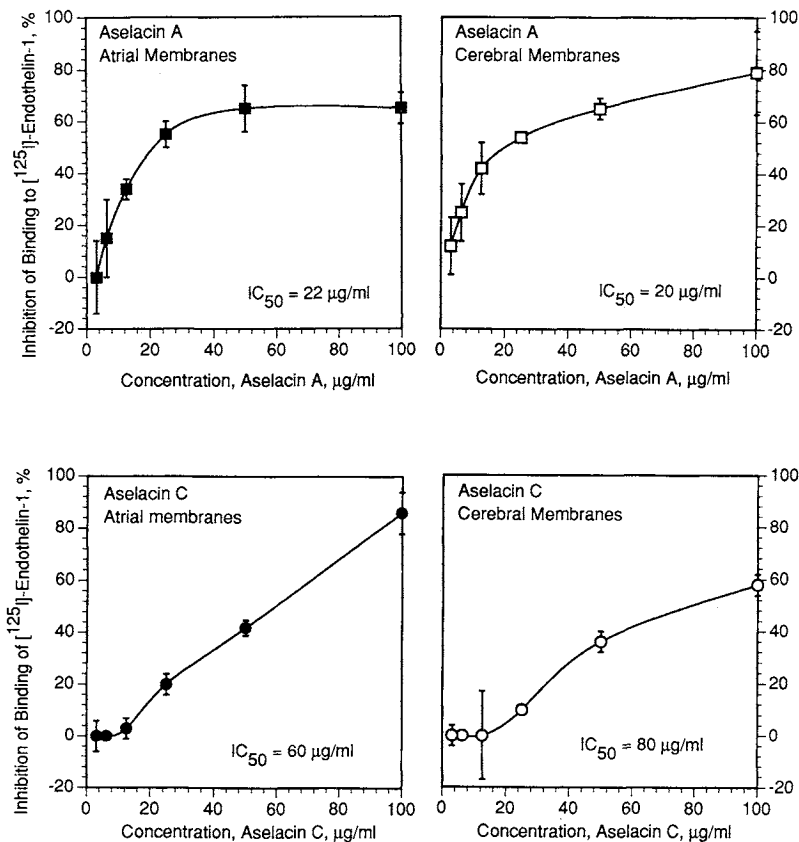 Aselacin A
Atrial Membranes
Inhibition of Binding to [125I]-Endothelin-1, %
100
80
60
40
20
0
-20
IC50 = 22 µg/ml
0 20 40 60 80 100
Concentration, Aselacin A, µg/ml
Aselacin A
Cerebral Membranes
100
80
60
40
20
0
-20
IC50 = 20 µg/ml
0 20 40 60 80 100
Concentration, Aselacin A, µg/ml
Aselacin C
Atrial membranes
Inhibition of Binding of [125I]-Endothelin-1, %
100
80
60
40
20
0
-20
IC50 = 60 µg/ml
0 20 40 60 80 100
Concentration, Aselacin C, µg/ml
Aselacin C
Cerebral Membranes
100
80
60
40
20
0
-20
IC50 = 80 µg/ml
0 20 40 60 80 100
Concentration, Aselacin C, µg/ml